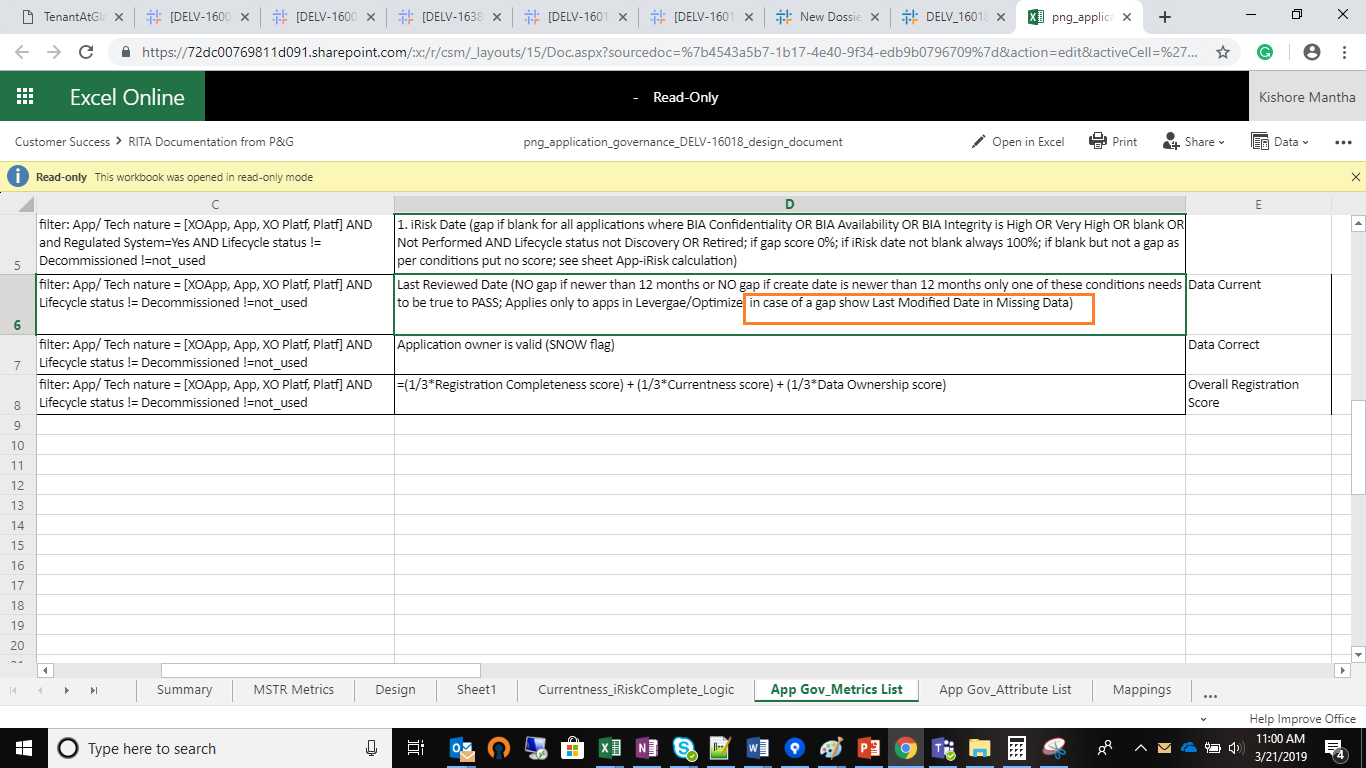 TenantAtGla
[DELV-1600
[DELV-1600
[DELV-1638
[DELV-1601
[DELV-1601
New Dossie
DELV_16018
png_applica
https://72dc00769811d091.sharepoint.com/:x:/r/csm/_layouts/15/Doc.aspx?sourcedoc=%7b4543a5b7-1b17-4e40-9f34-edb9b0796709%7d&action=edit&activeCell=%27...
Excel Online
- Read-Only
Kishore Mantha
Customer Success > RITA Documentation from P&G
png_application_governance_DELV-16018_design_document
Open in Excel
Print
Share
Data
Read-only This workbook was opened in read-only mode
C D E
5
filter: App/ Tech nature = [XOApp, App, XO Platf, Platf] AND
and Regulated System=Yes AND Lifecycle status !=
Decommissioned !=not_used
1. iRisk Date (gap if blank for all applications where BIA Confidentiality OR BIA Availability OR BIA Integrity is High OR Very High OR blank OR
Not Performed AND Lifecycle status not Discovery OR Retired; if gap score 0%; if iRisk date not blank always 100%; if blank but not a gap as
per conditions put no score; see sheet App-iRisk calculation)
6
filter: App/ Tech nature = [XOApp, App, XO Platf, Platf] AND
Lifecycle status != Decommissioned !=not_used
Last Reviewed Date (NO gap if newer than 12 months or NO gap if create date is newer than 12 months only one of these conditions needs
to be true to PASS; Applies only to apps in Levergae/Optimize in case of a gap show Last Modified Date in Missing Data)
Data Current
7
filter: App/ Tech nature = [XOApp, App, XO Platf, Platf] AND
Lifecycle status != Decommissioned !=not_used
Application owner is valid (SNOW flag)
Data Correct
8
filter: App/ Tech nature = [XOApp, App, XO Platf, Platf] AND
Lifecycle status != Decommissioned !=not_used
=(1/3*Registration Completeness score) + (1/3*Currentness score) + (1/3*Data Ownership score)
Overall Registration
Score
9
10
11
12
13
14
15
16
17
18
19
20
Summary
MSTR Metrics
Design
Sheet1
Currentness_iRiskComplete_Logic
App Gov_Metrics List
App Gov_Attribute List
Mappings
...
Help Improve Office
Type here to search
11:00 AM
3/21/2019
4